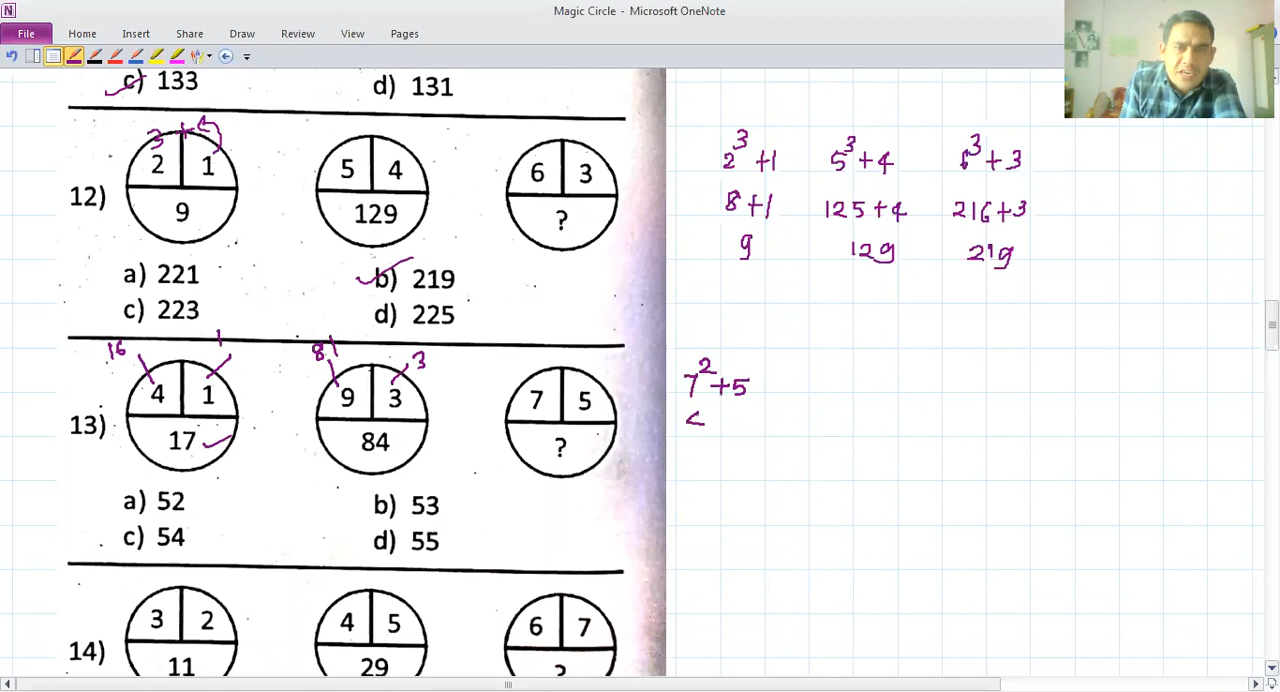 Magic Circle - Microsoft OneNote
File Home Insert Share Draw Review View Pages
c) 133 d) 131
12)
3 +
2 1 9
5 4 129
6 3 ?
a) 221 b) 219
c) 223 d) 225
2³+1 5³+4 6³+3
8+1 125+4 216+3
9 129 219
13)
16 1 81 3
4 1 17
9 3 84
7 5 ?
a) 52 b) 53
c) 54 d) 55
7²+5
14)
3 2 11
4 5 29
6 7 ?